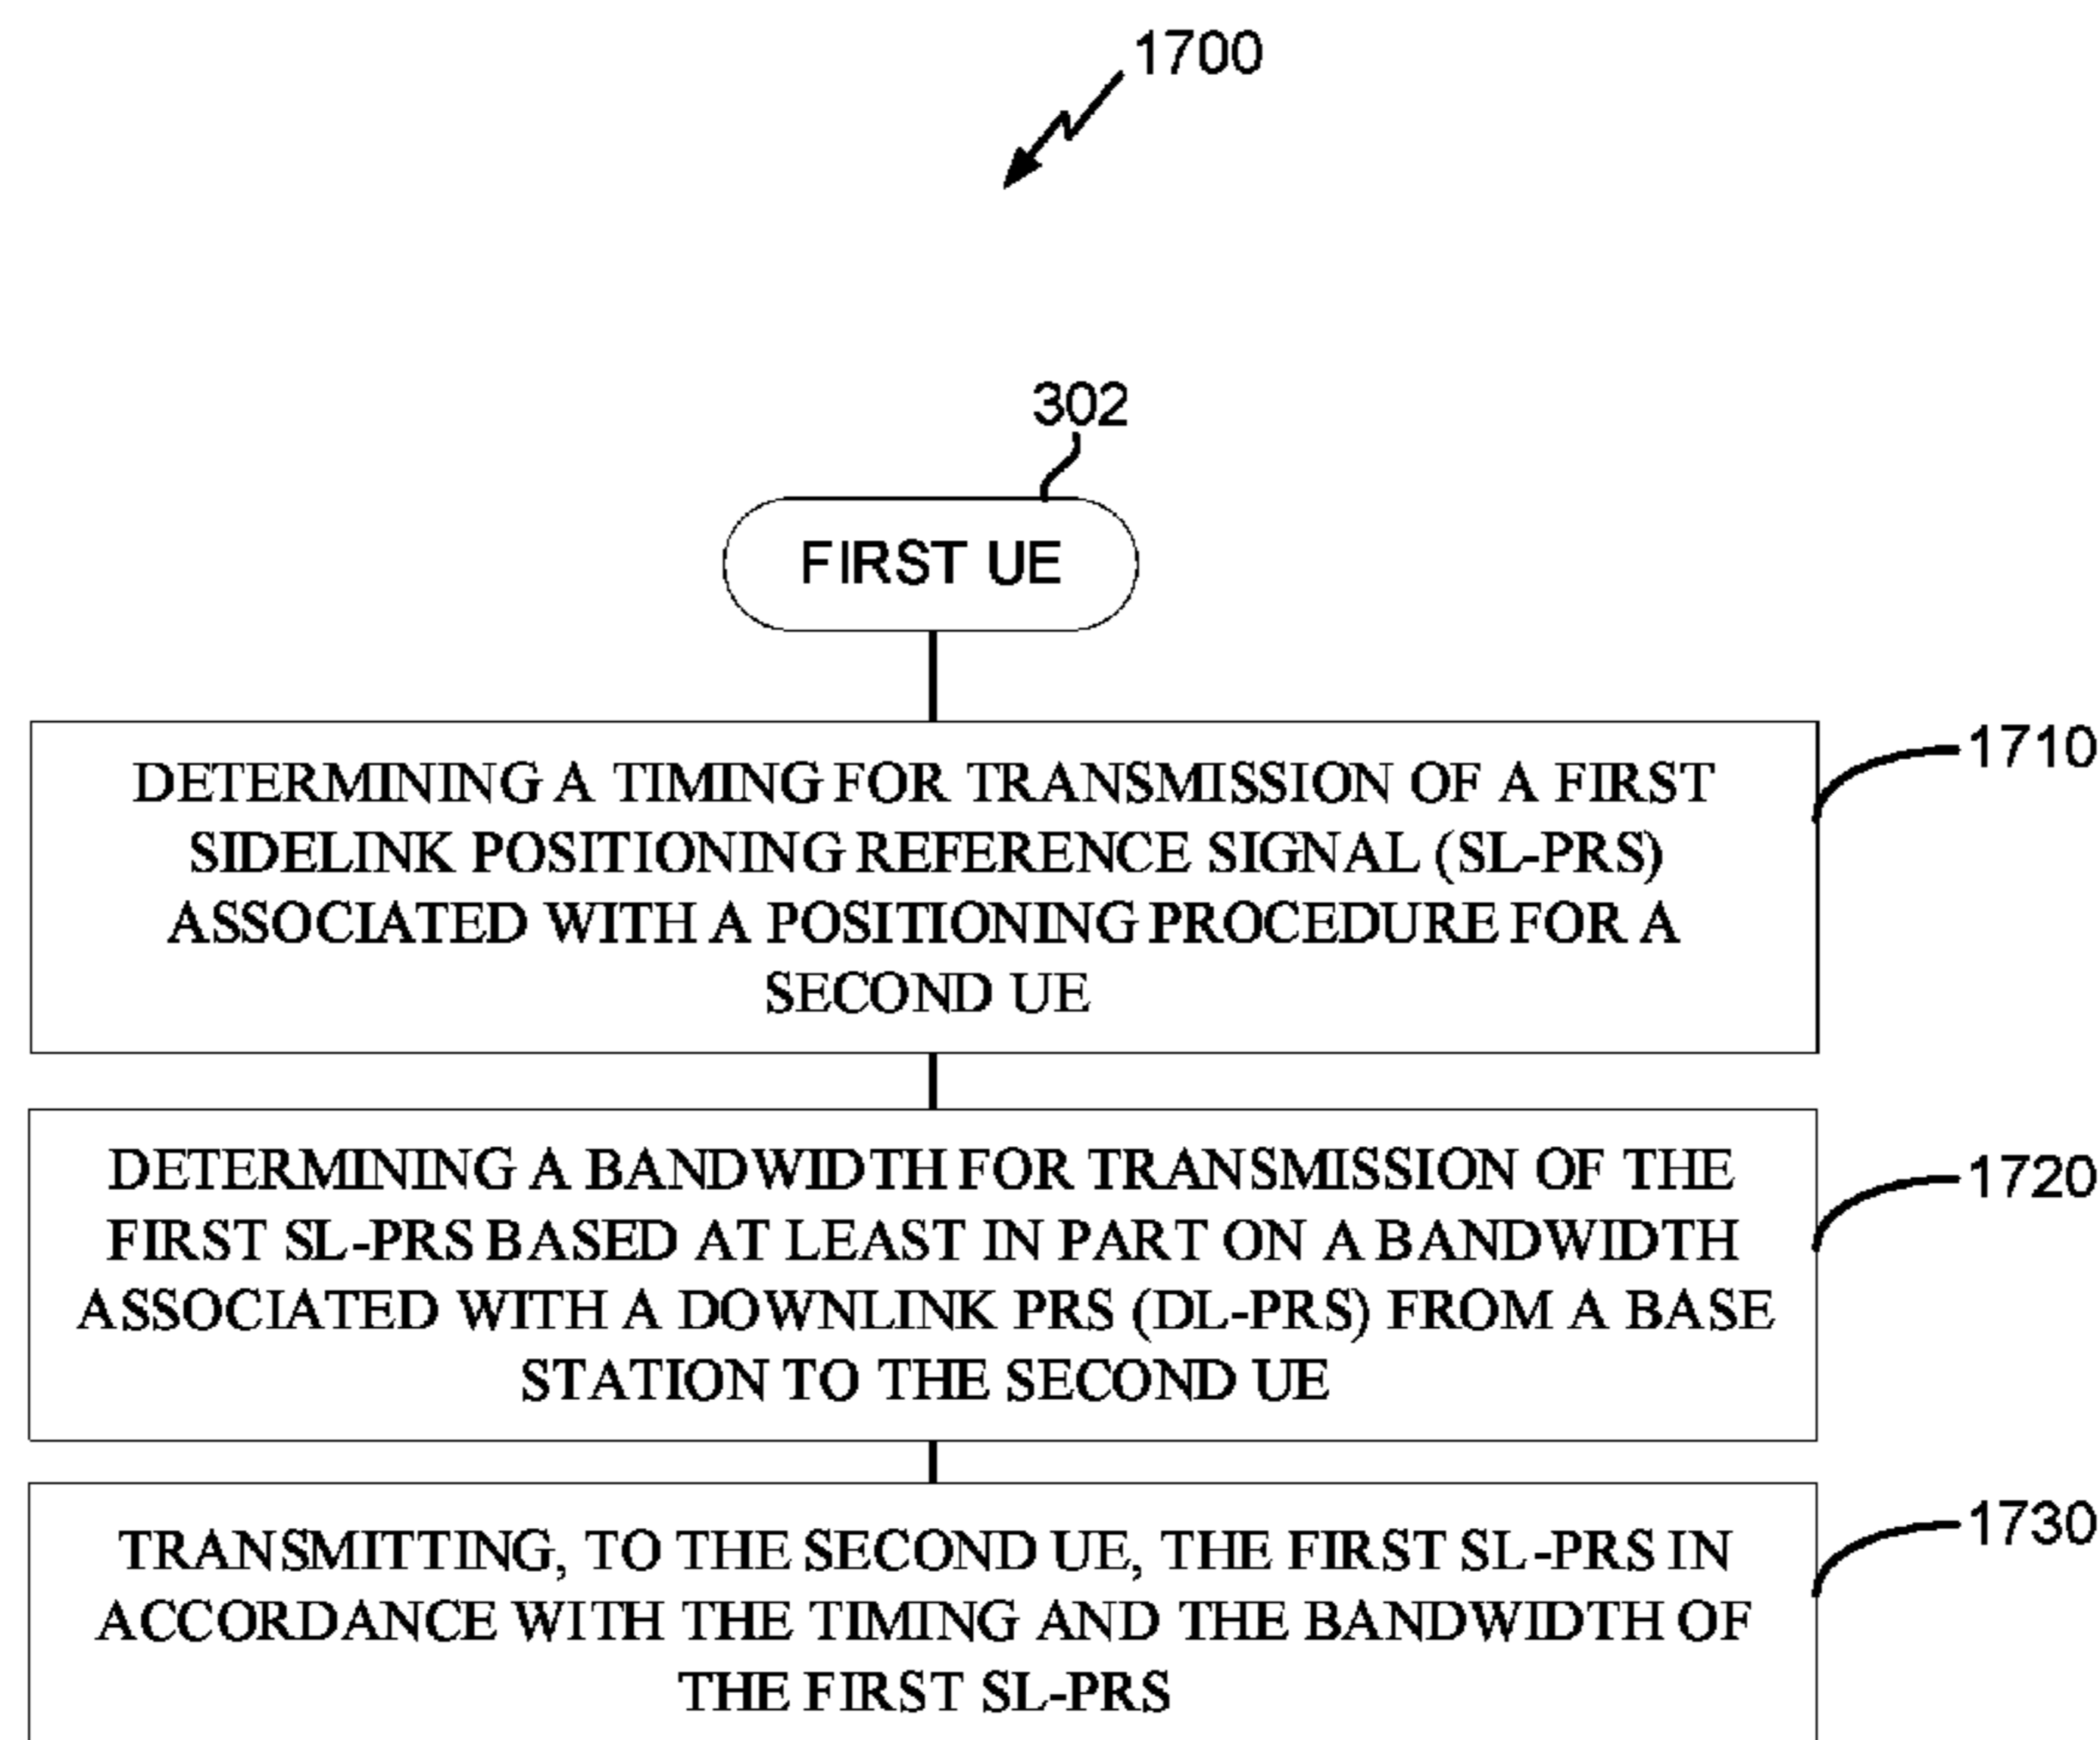 1700
302
FIRST UE
1710
DETERMINING A TIMING FOR TRANSMISSION OF A FIRST
SIDELINK POSITIONING REFERENCE SIGNAL (SL-PRS)
ASSOCIATED WITH A POSITIONING PROCEDURE FOR A
SECOND UE
1720
DETERMINING A BANDWIDTH FOR TRANSMISSION OF THE
FIRST SL-PRS BASED AT LEAST IN PART ON A BANDWIDTH
ASSOCIATED WITH A DOWNLINK PRS (DL-PRS) FROM A BASE
STATION TO THE SECOND UE
1730
TRANSMITTING, TO THE SECOND UE, THE FIRST SL-PRS IN
ACCORDANCE WITH THE TIMING AND THE BANDWIDTH OF
THE FIRST SL-PRS